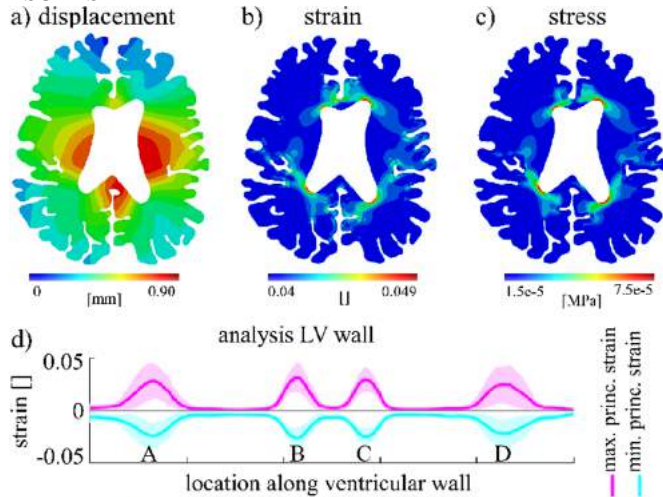 a) displacement b) strain c) stress
0 0.90 0.04 0.049 1.5e-5 7.5e-5
[mm] [] [MPa]
d) analysis LV wall
0.05
0
-0.05
strain []
A B C D
location along ventricular wall
max. princ. strain
min. princ. strain